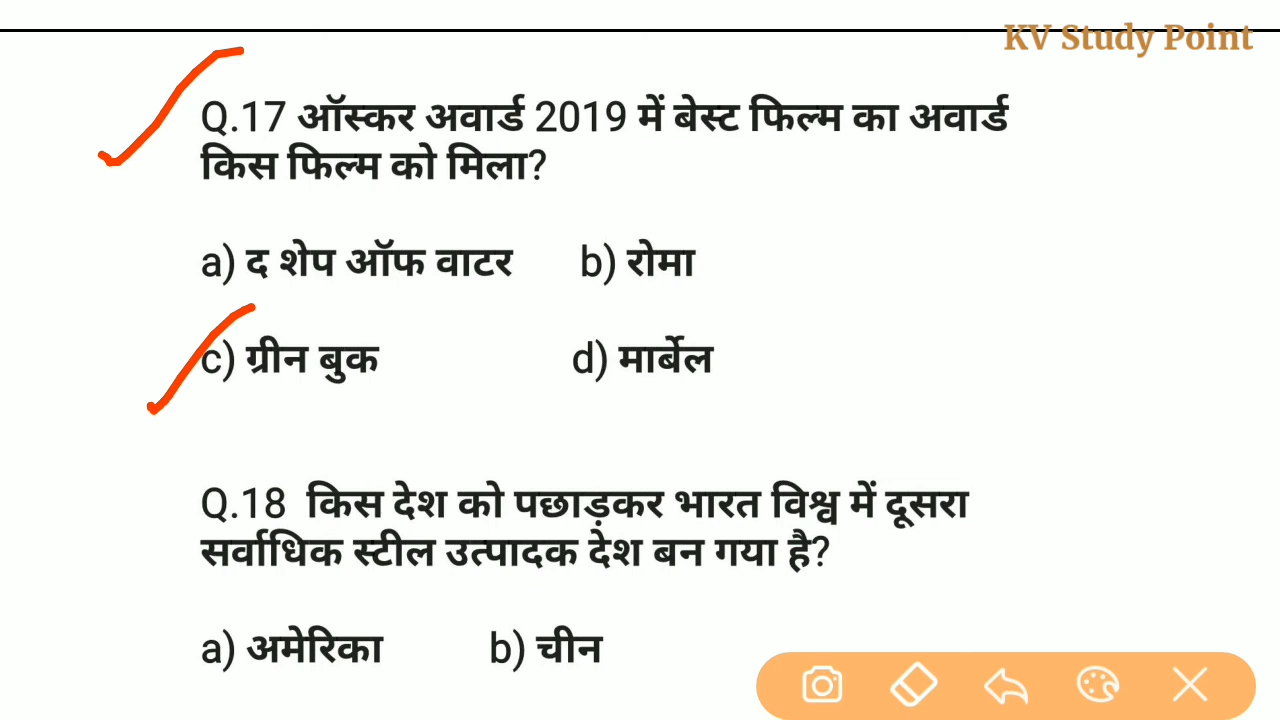 KV Study Point
Q.17 ऑस्कर अवार्ड 2019 में बेस्ट फिल्म का अवार्ड
किस फिल्म को मिला?
a) द शेप ऑफ वाटर b) रोमा
c) ग्रीन बुक d) मार्बेल
Q.18 किस देश को पछाड़कर भारत विश्व में दूसरा
सर्वाधिक स्टील उत्पादक देश बन गया है?
a) अमेरिका b) चीन